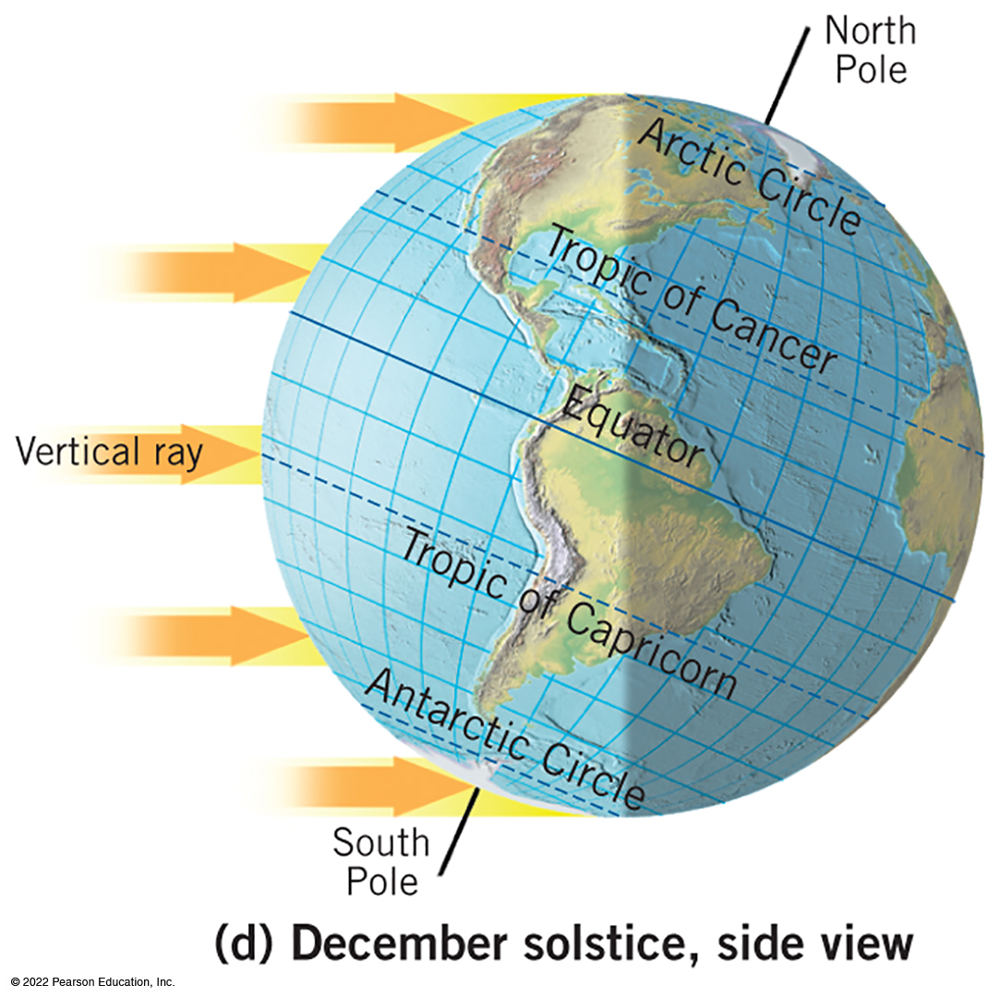 North
Pole
Arctic Circle
Tropic of Cancer
Equator
Vertical ray
Tropic of Capricorn
Antarctic Circle
South
Pole
(d) December solstice, side view
© 2022 Pearson Education, Inc.